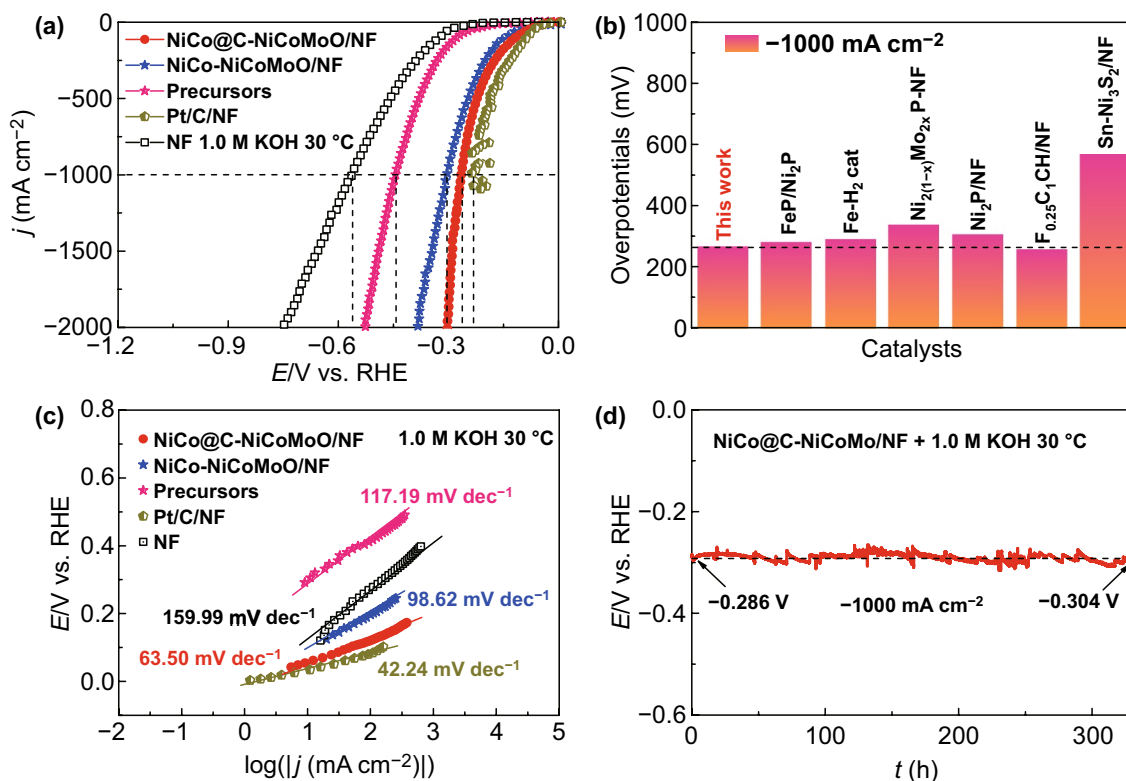 (a)
NiCo@C-NiCoMoO/NF
NiCo-NiCoMoO/NF
Precursors
Pt/C/NF
NF 1.0 M KOH 30 °C
j (mA cm⁻²)
0
−500
−1000
−1500
−2000
−1.2
−0.9
−0.6
−0.3
0.0
E/V vs. RHE
(b)
−1000 mA cm⁻²
Overpotentials (mV)
1000
800
600
400
200
0
This work
FeP/Ni₂P
Fe-H₂ cat
Ni₂₍₁₋ₓ₎Mo₂ₓ P-NF
Ni₂P/NF
F₀.₂₅C₁CH/NF
Sn-Ni₃S₂/NF
Catalysts
(c)
NiCo@C-NiCoMoO/NF
NiCo-NiCoMoO/NF
Precursors
Pt/C/NF
NF
1.0 M KOH 30 °C
117.19 mV dec⁻¹
159.99 mV dec⁻¹
98.62 mV dec⁻¹
63.50 mV dec⁻¹
42.24 mV dec⁻¹
E/V vs. RHE
0.8
0.6
0.4
0.2
0.0
−2
−1
0
1
2
3
4
5
log(|j (mA cm⁻²)|)
(d)
NiCo@C-NiCoMo/NF + 1.0 M KOH 30 °C
−0.286 V
−1000 mA cm⁻²
−0.304 V
E/V vs. RHE
−0.0
−0.2
−0.4
−0.6
0
100
200
300
t (h)